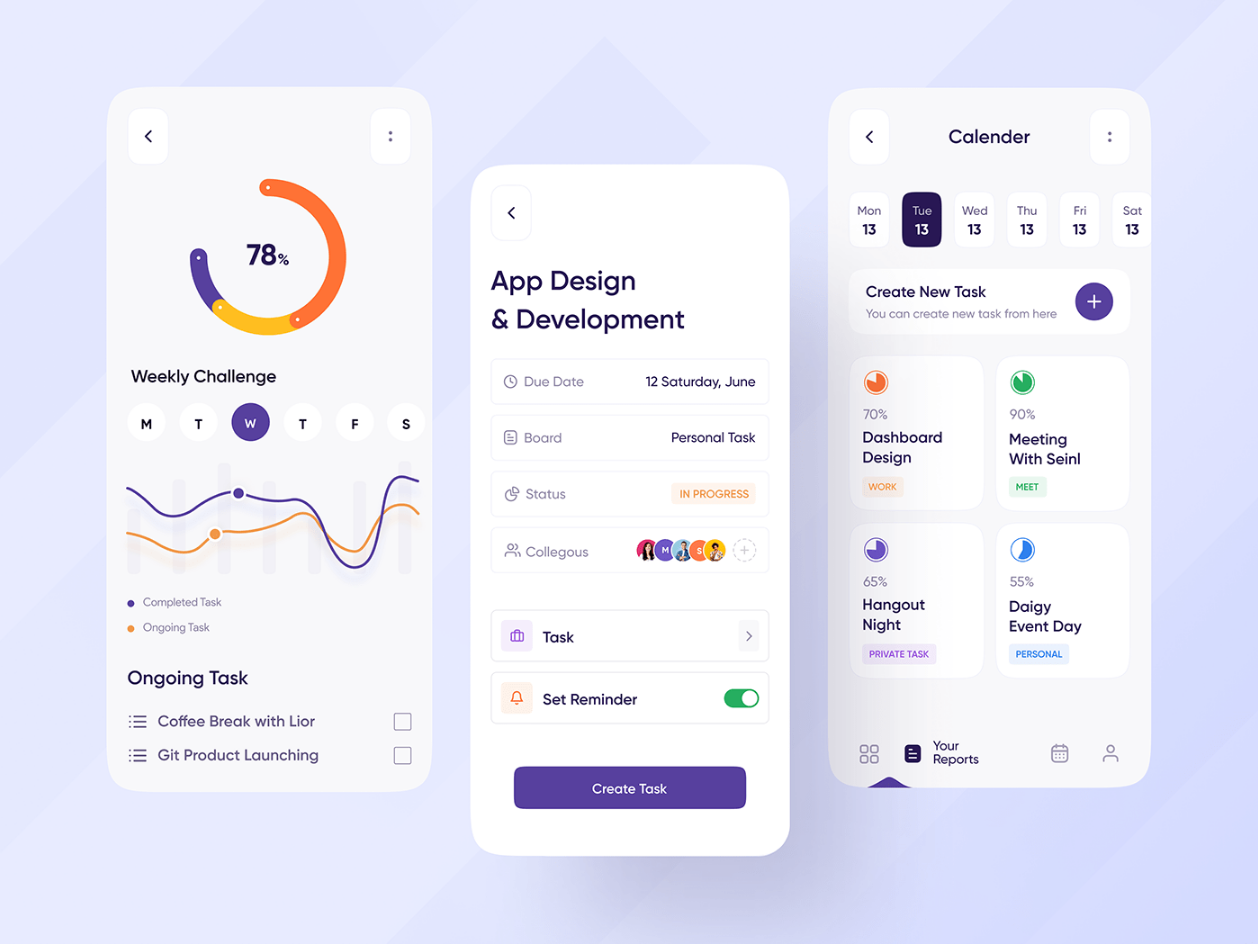 78%
Weekly Challenge
M T W T F S
Completed Task
Ongoing Task
Ongoing Task
Coffee Break with Lior
Git Product Launching
App Design
& Development
Due Date 12 Saturday, June
Board Personal Task
Status IN PROGRESS
Collegous M S
Task
Set Reminder
Create Task
Calender
Mon Tue Wed Thu Fri Sat
13 13 13 13 13 13
Create New Task
You can create new task from here
70%
Dashboard
Design
WORK
90%
Meeting
With Seinl
MEET
65%
Hangout
Night
PRIVATE TASK
55%
Daigy
Event Day
PERSONAL
Your
Reports